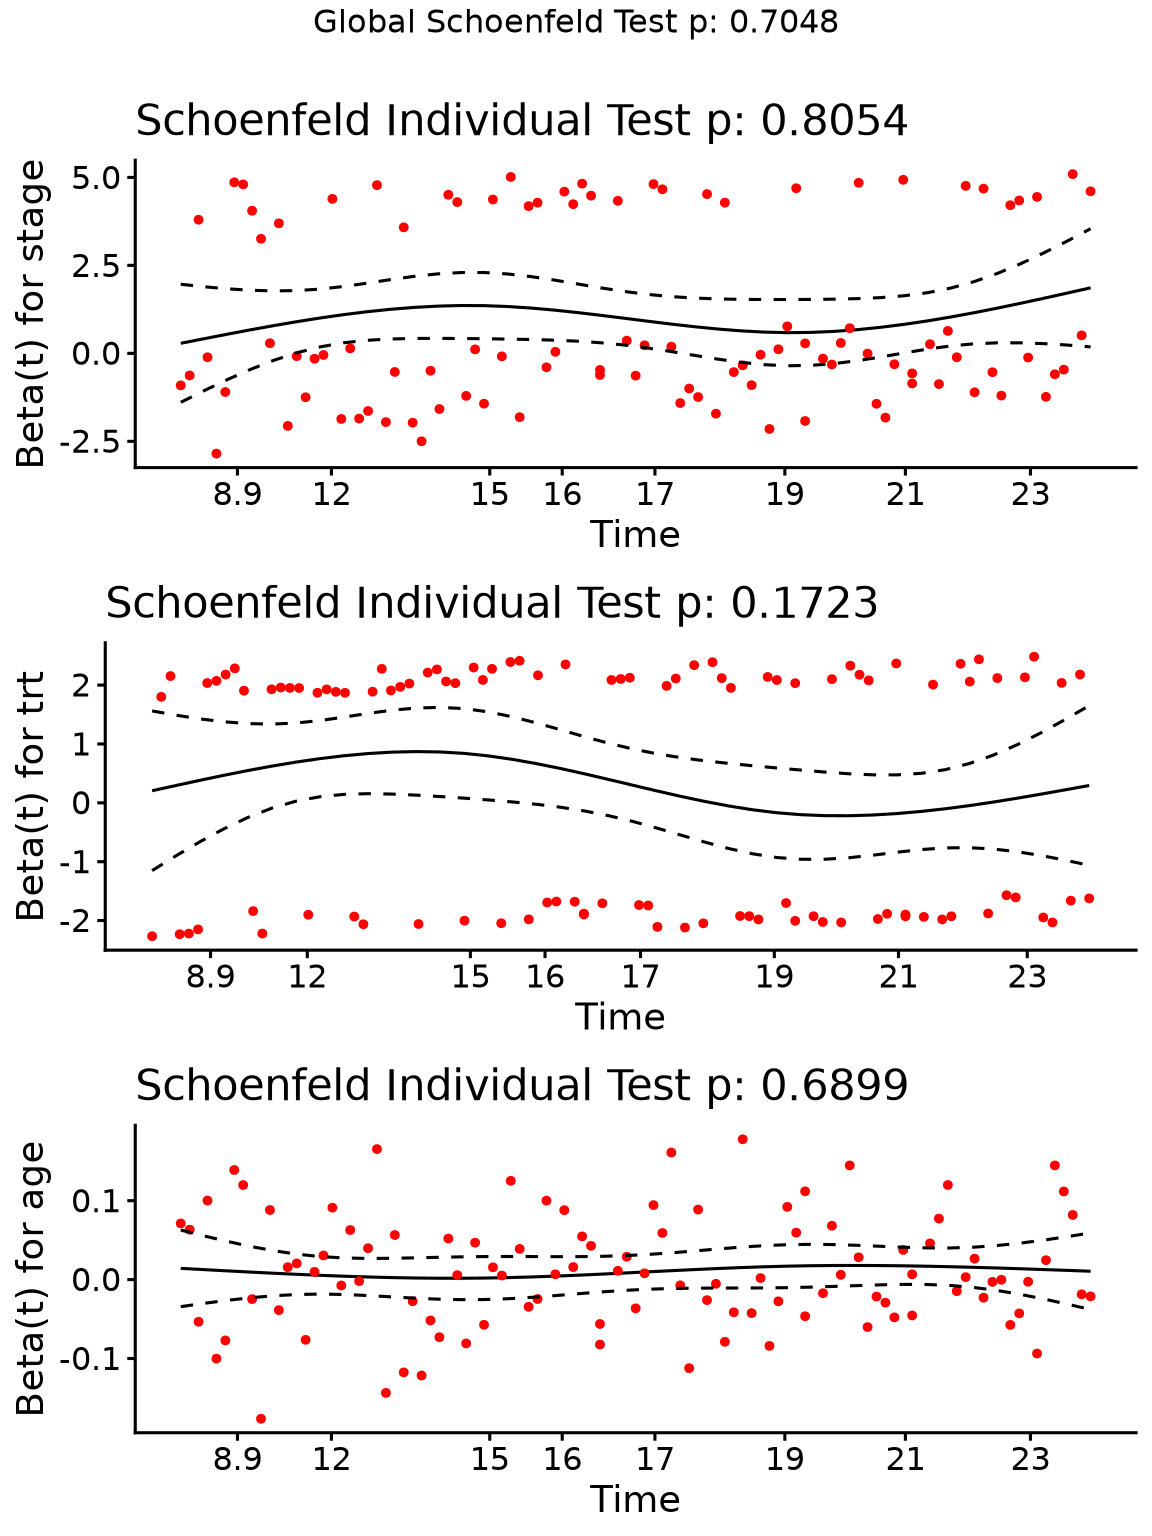 Global Schoenfeld Test p: 0.7048
Schoenfeld Individual Test p: 0.8054
Beta(t) for stage
5.0
2.5
0.0
-2.5
8.9 12 15 16 17 19 21 23
Time
Schoenfeld Individual Test p: 0.1723
Beta(t) for trt
2
1
0
-1
-2
8.9 12 15 16 17 19 21 23
Time
Schoenfeld Individual Test p: 0.6899
Beta(t) for age
0.1
0.0
-0.1
8.9 12 15 16 17 19 21 23
Time